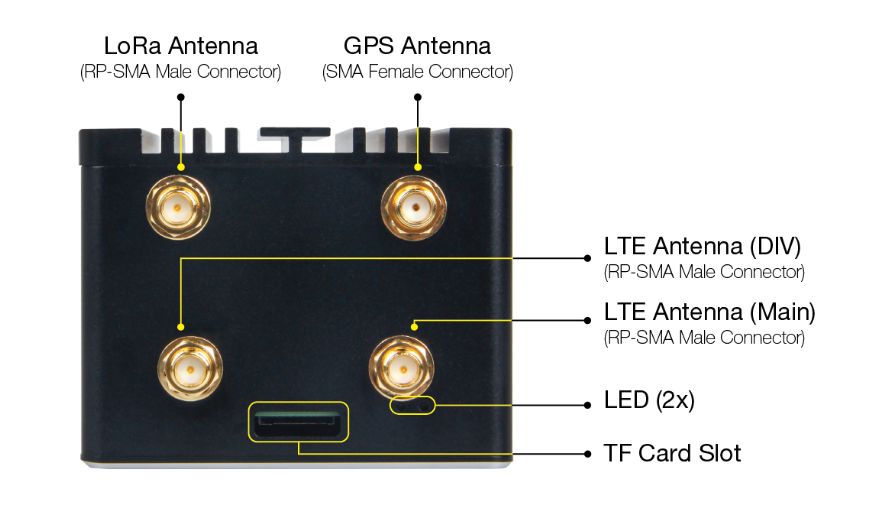 LoRa Antenna
(RP-SMA Male Connector)
GPS Antenna
(SMA Female Connector)
LTE Antenna (DIV)
(RP-SMA Male Connector)
LTE Antenna (Main)
(RP-SMA Male Connector)
LED (2x)
TF Card Slot